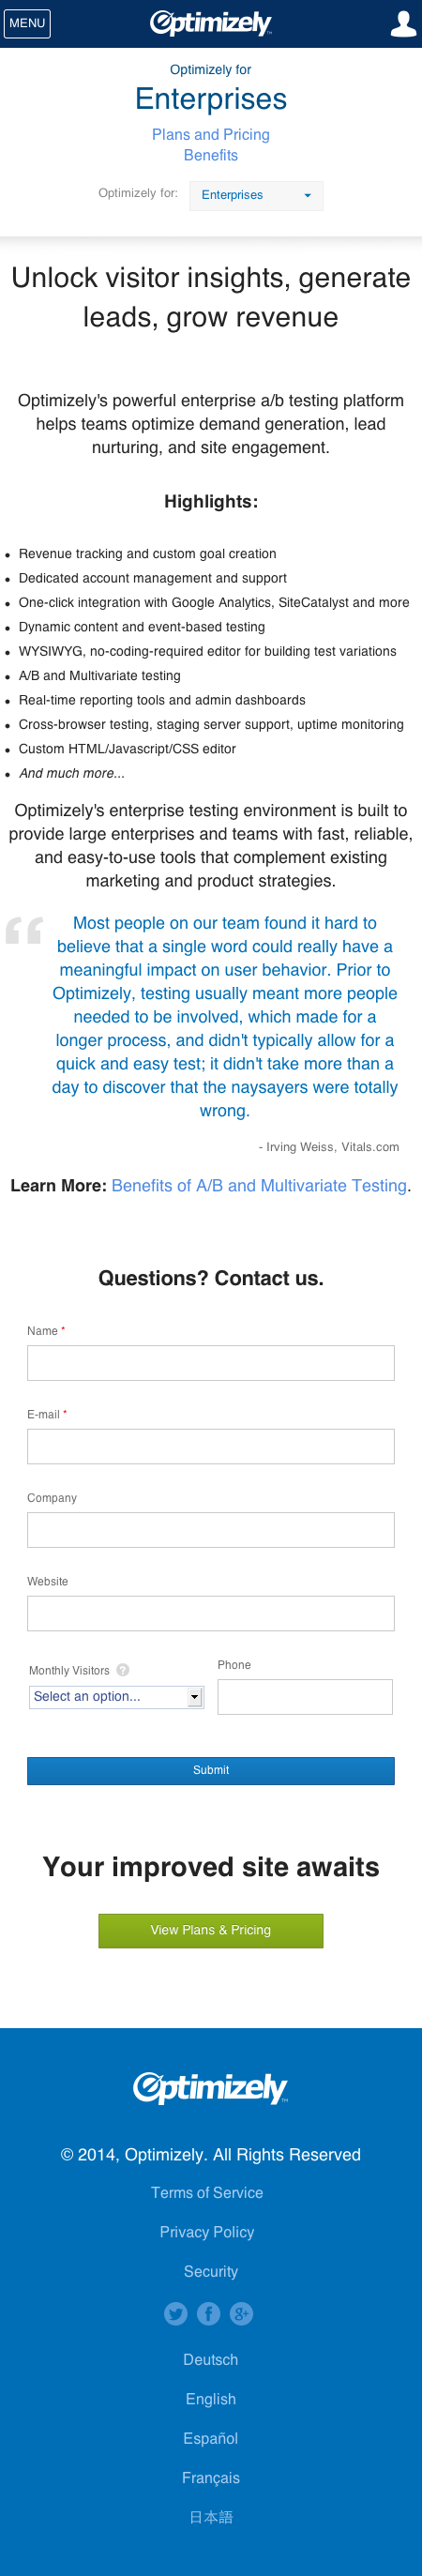 MENU
Optimizely
Optimizely for
Enterprises
Plans and Pricing
Benefits
Optimizely for:
Enterprises
Unlock visitor insights, generate
leads, grow revenue
Optimizely's powerful enterprise a/b testing platform
helps teams optimize demand generation, lead
nurturing, and site engagement.
Highlights:
• Revenue tracking and custom goal creation
• Dedicated account management and support
• One-click integration with Google Analytics, SiteCatalyst and more
• Dynamic content and event-based testing
• WYSIWYG, no-coding-required editor for building test variations
• A/B and Multivariate testing
• Real-time reporting tools and admin dashboards
• Cross-browser testing, staging server support, uptime monitoring
• Custom HTML/Javascript/CSS editor
• And much more...
Optimizely's enterprise testing environment is built to
provide large enterprises and teams with fast, reliable,
and easy-to-use tools that complement existing
marketing and product strategies.
“
Most people on our team found it hard to
believe that a single word could really have a
meaningful impact on user behavior. Prior to
Optimizely, testing usually meant more people
needed to be involved, which made for a
longer process, and didn't typically allow for a
quick and easy test; it didn't take more than a
day to discover that the naysayers were totally
wrong.
- Irving Weiss, Vitals.com
Learn More: Benefits of A/B and Multivariate Testing.
Questions? Contact us.
Name *
E-mail *
Company
Website
Monthly Visitors ?
Select an option...
Phone
Submit
Your improved site awaits
View Plans & Pricing
Optimizely
© 2014, Optimizely. All Rights Reserved
Terms of Service
Privacy Policy
Security
Deutsch
English
Español
Français
日本語